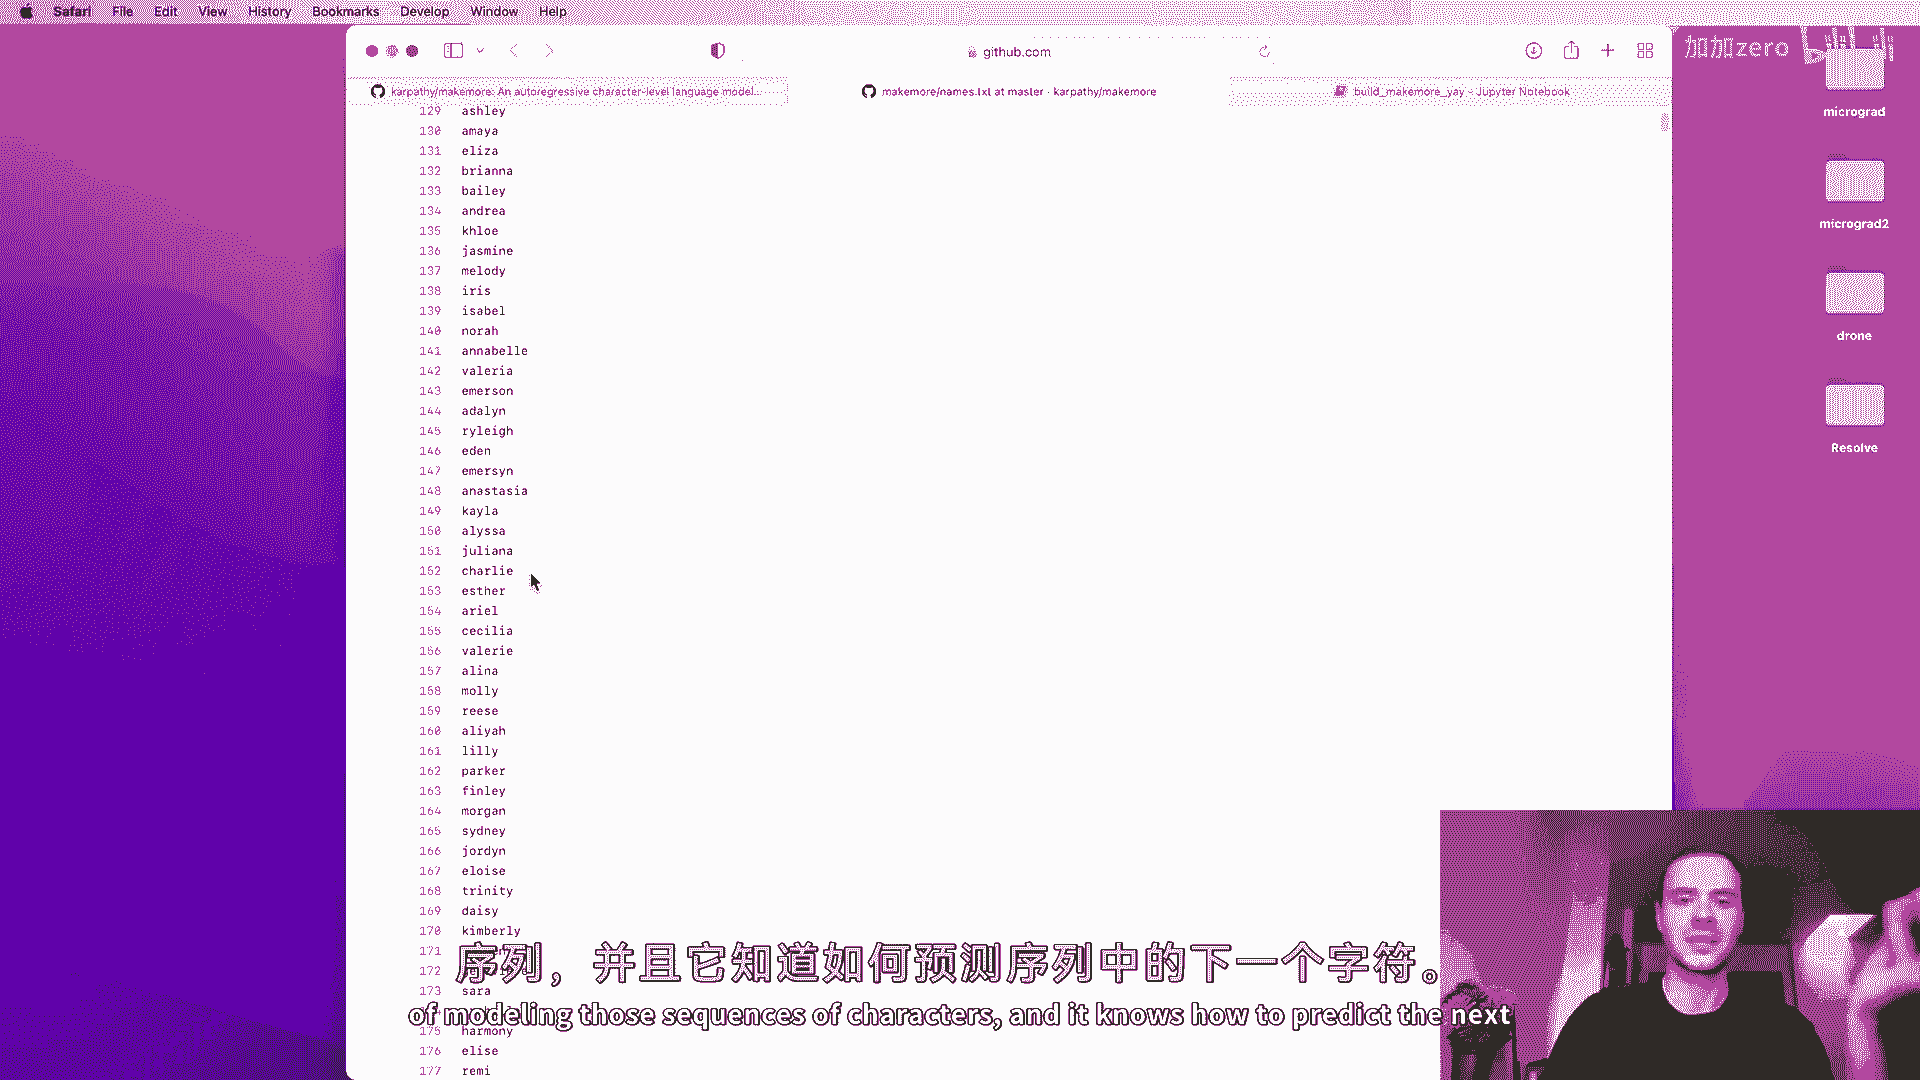 Safari File Edit View History Bookmarks Develop Window Help
加加zero
github.com
karpathy/makemore: An autoregressive character-level language model...
makemore/names.txt at master · karpathy/makemore
build_makemore_yay - Jupyter Notebook
129 ashley
130 amaya
131 eliza
132 brianna
133 bailey
134 andrea
135 khloe
136 jasmine
137 melody
138 iris
139 isabel
140 norah
141 annabelle
142 valeria
143 emerson
144 adalyn
145 ryleigh
146 eden
147 emersyn
148 anastasia
149 kayla
150 alyssa
151 juliana
152 charlie
153 esther
154 ariel
155 cecilia
156 valerie
157 alina
158 molly
159 reese
160 aliyah
161 lilly
162 parker
163 finley
164 morgan
165 sydney
166 jordyn
167 eloise
168 trinity
169 daisy
170 kimberly
171
172
173 sara
175 harmony
176 elise
177 remi
micrograd
micrograd2
drone
Resolve
序列，并且它知道如何预测序列中的下一个字符。
of modeling those sequences of characters, and it knows how to predict the next